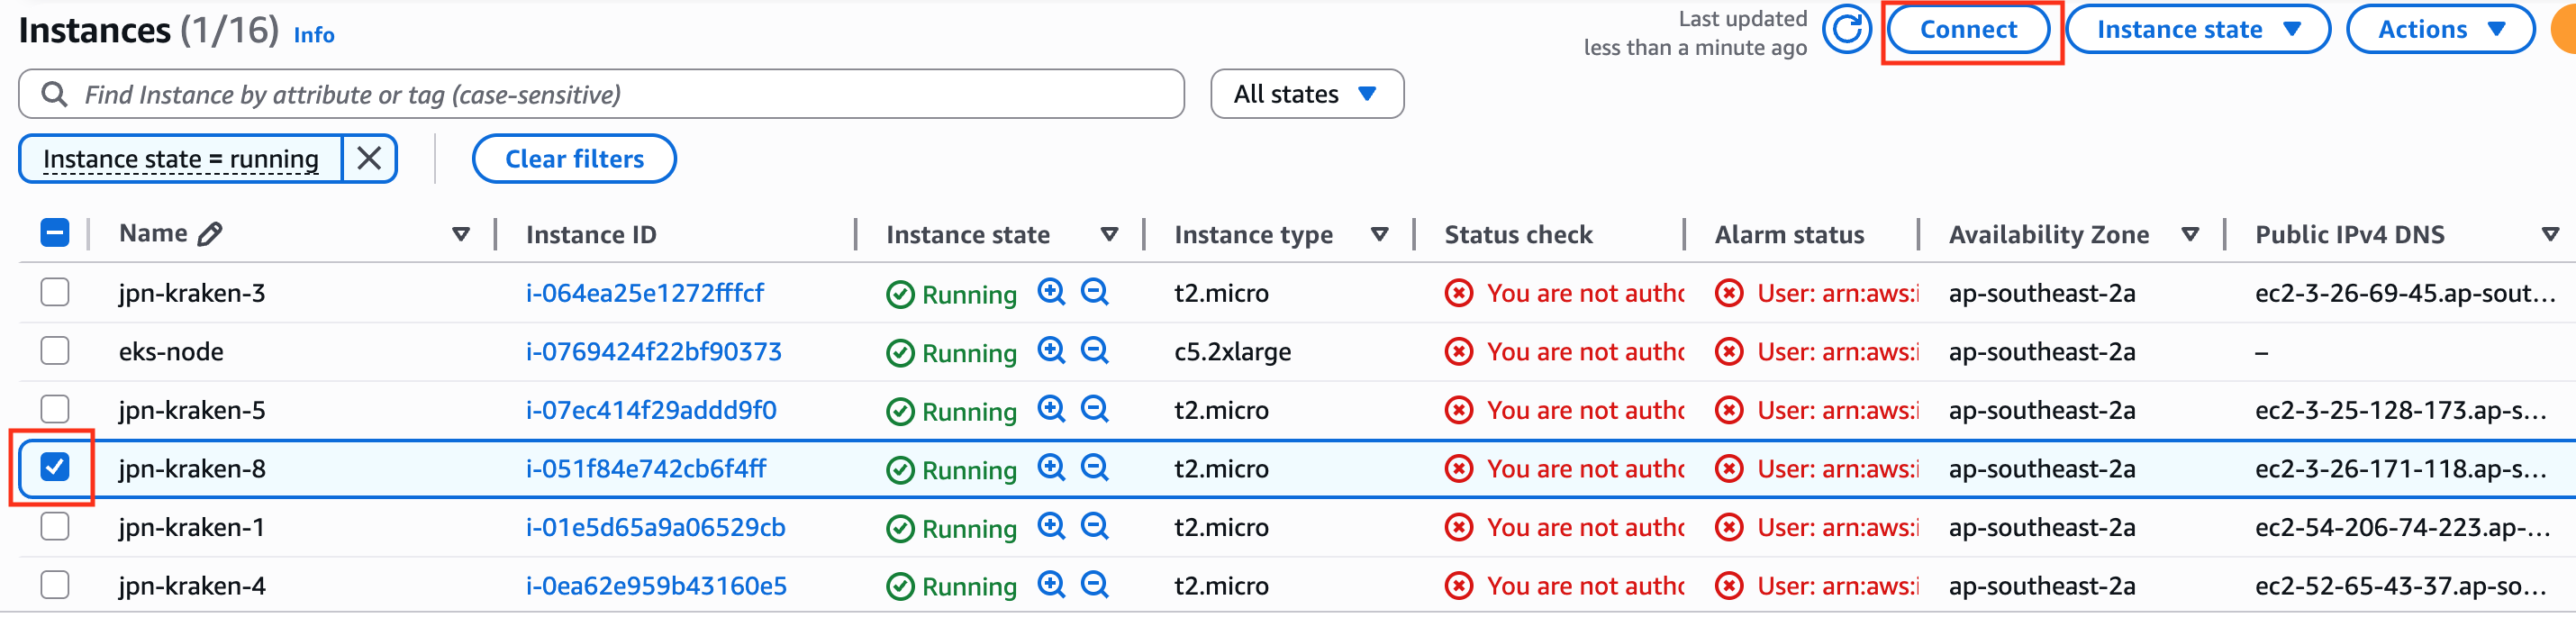 Instances (1/16) Info
Last updated
less than a minute ago
Connect
Instance state
Actions
Find Instance by attribute or tag (case-sensitive)
All states
Instance state = running
Clear filters
Name Instance ID Instance state Instance type Status check Alarm status Availability Zone Public IPv4 DNS
jpn-kraken-3 i-064ea25e1272fffcf Running t2.micro You are not autho User: arn:aws:i ap-southeast-2a ec2-3-26-69-45.ap-sout...
eks-node i-0769424f22bf90373 Running c5.2xlarge You are not autho User: arn:aws:i ap-southeast-2a –
jpn-kraken-5 i-07ec414f29addd9f0 Running t2.micro You are not autho User: arn:aws:i ap-southeast-2a ec2-3-25-128-173.ap-s...
jpn-kraken-8 i-051f84e742cb6f4ff Running t2.micro You are not autho User: arn:aws:i ap-southeast-2a ec2-3-26-171-118.ap-s...
jpn-kraken-1 i-01e5d65a9a06529cb Running t2.micro You are not autho User: arn:aws:i ap-southeast-2a ec2-54-206-74-223.ap-...
jpn-kraken-4 i-0ea62e959b43160e5 Running t2.micro You are not autho User: arn:aws:i ap-southeast-2a ec2-52-65-43-37.ap-so...